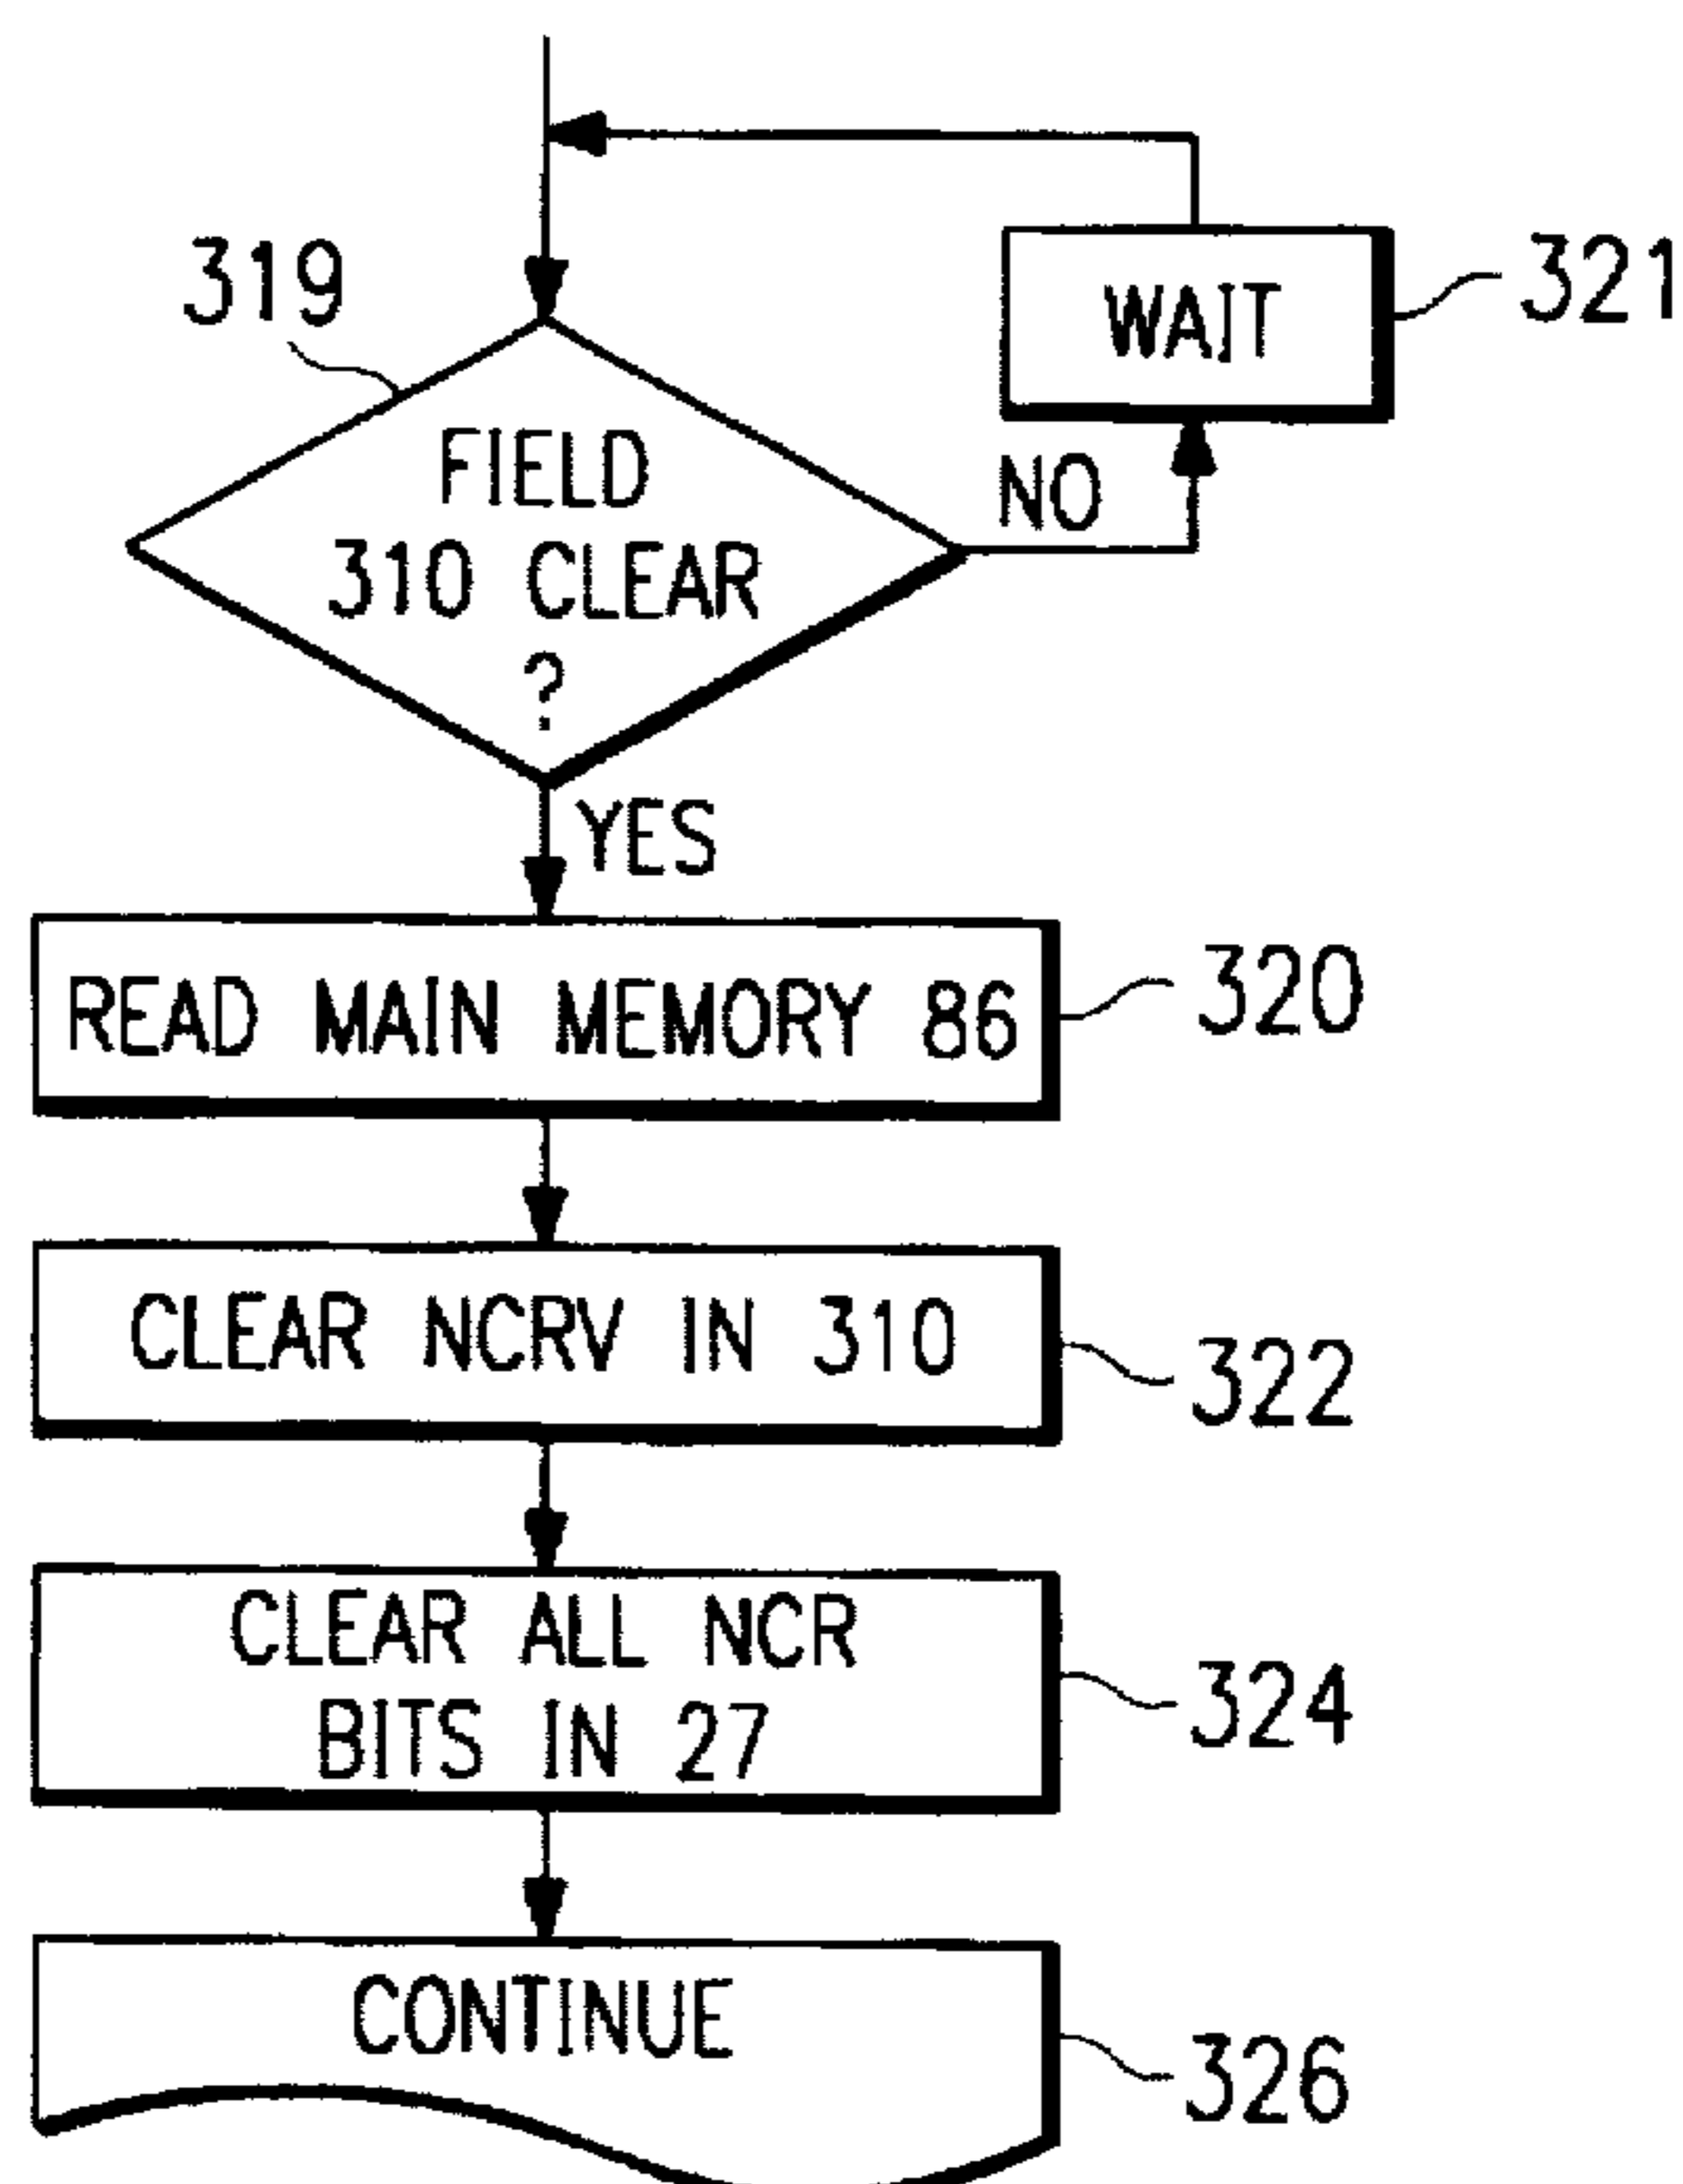 319
WAIT
321
FIELD
310 CLEAR
?
NO
YES
READ MAIN MEMORY 86
320
CLEAR NCRV IN 310
322
CLEAR ALL NCR
BITS IN 27
324
CONTINUE
326